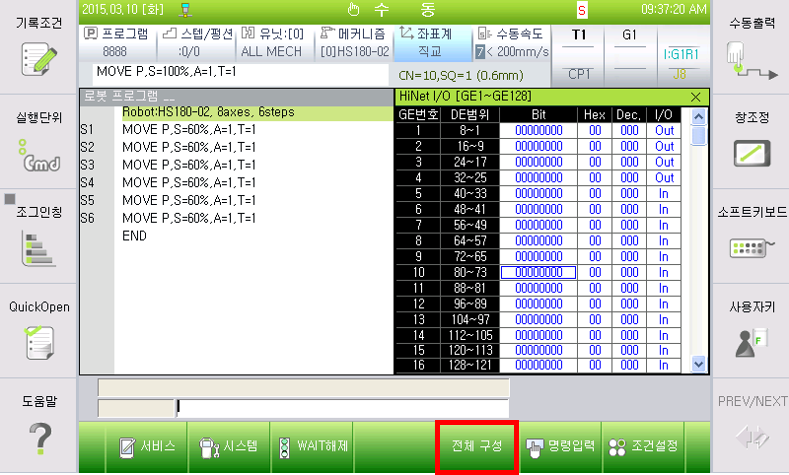 2015.03.10 [화] 수 동 S 09:37:20 AM
기록조건
실행단위
Cmd
조그인칭
QuickOpen
도움말
프로그램
8888
스텝/펑션
:0/0
유닛:[0]
ALL MECH
메커니즘
[0]HS180-02
좌표계
직교
수동속도
7 < 200mm/s
T1
CP1
G1
I:G1R1
J8
MOVE P,S=100%,A=1,T=1
CN=10,SQ=1 (0.6mm)
로봇 프로그램 __
Robot:HS180-02, 8axes, 6steps
S1 MOVE P,S=60%,A=1,T=1
S2 MOVE P,S=60%,A=1,T=1
S3 MOVE P,S=60%,A=1,T=1
S4 MOVE P,S=60%,A=1,T=1
S5 MOVE P,S=60%,A=1,T=1
S6 MOVE P,S=60%,A=1,T=1
END
HiNet I/O [GE1~GE128]
GE번호 DE범위 Bit Hex Dec. I/O
1 8~1 00000000 00 000 Out
2 16~9 00000000 00 000 Out
3 24~17 00000000 00 000 Out
4 32~25 00000000 00 000 Out
5 40~33 00000000 00 000 In
6 48~41 00000000 00 000 In
7 56~49 00000000 00 000 In
8 64~57 00000000 00 000 In
9 72~65 00000000 00 000 In
10 80~73 00000000 00 000 In
11 88~81 00000000 00 000 In
12 96~89 00000000 00 000 In
13 104~97 00000000 00 000 In
14 112~105 00000000 00 000 In
15 120~113 00000000 00 000 In
16 128~121 00000000 00 000 In
수동출력
창조정
소프트키보드
사용자키
F
PREV/NEXT
서비스 시스템 WAIT해제 전체 구성 명령입력 조건설정